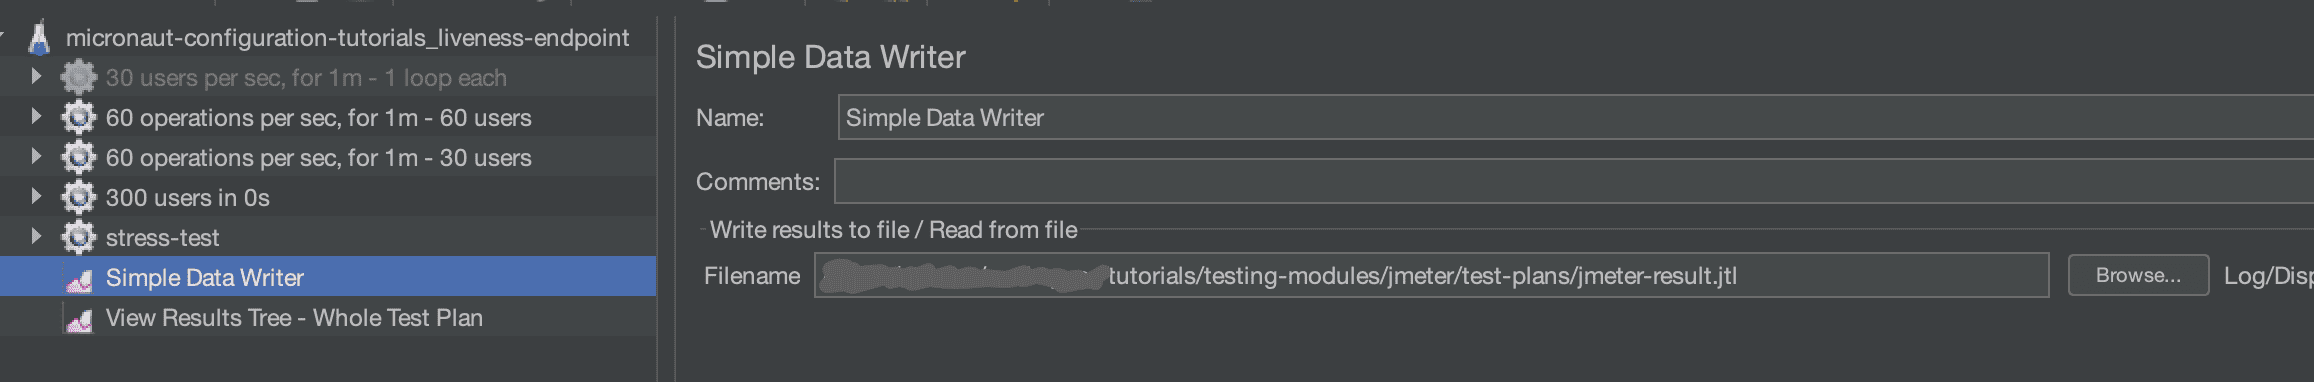 micronaut-configuration-tutorials_liveness-endpoint
30 users per sec, for 1m - 1 loop each
60 operations per sec, for 1m - 60 users
60 operations per sec, for 1m - 30 users
300 users in 0s
stress-test
Simple Data Writer
View Results Tree - Whole Test Plan
Simple Data Writer
Name: Simple Data Writer
Comments:
Write results to file / Read from file
Filename tutorials/testing-modules/jmeter/test-plans/jmeter-result.jtl Browse... Log/Disp